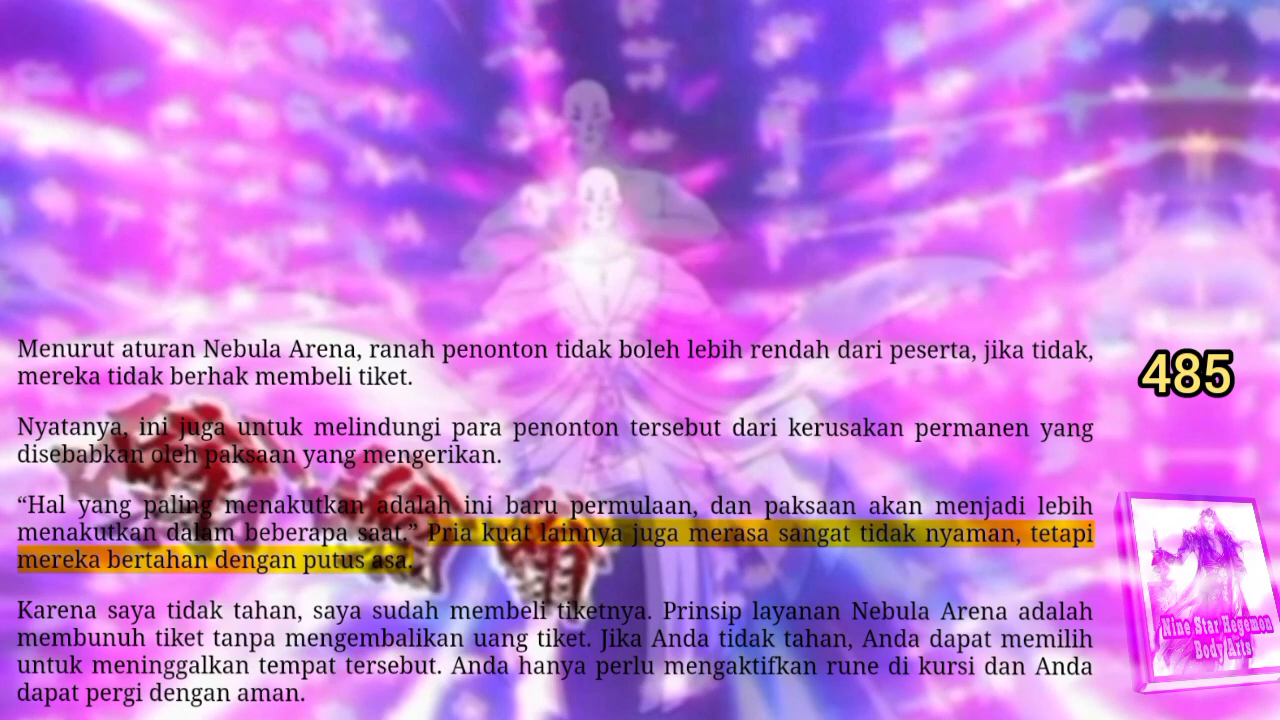 Menurut aturan Nebula Arena, ranah penonton tidak boleh lebih rendah dari peserta, jika tidak,
mereka tidak berhak membeli tiket.
Nyatanya, ini juga untuk melindungi para penonton tersebut dari kerusakan permanen yang
disebabkan oleh paksaan yang mengerikan.
“Hal yang paling menakutkan adalah ini baru permulaan, dan paksaan akan menjadi lebih
menakutkan dalam beberapa saat.” Pria kuat lainnya juga merasa sangat tidak nyaman, tetapi
mereka bertahan dengan putus asa.
Karena saya tidak tahan, saya sudah membeli tiketnya. Prinsip layanan Nebula Arena adalah
membunuh tiket tanpa mengembalikan uang tiket. Jika Anda tidak tahan, Anda dapat memilih
untuk meninggalkan tempat tersebut. Anda hanya perlu mengaktifkan rune di kursi dan Anda
dapat pergi dengan aman.
485
Nine Star Hegemon
Body Arts